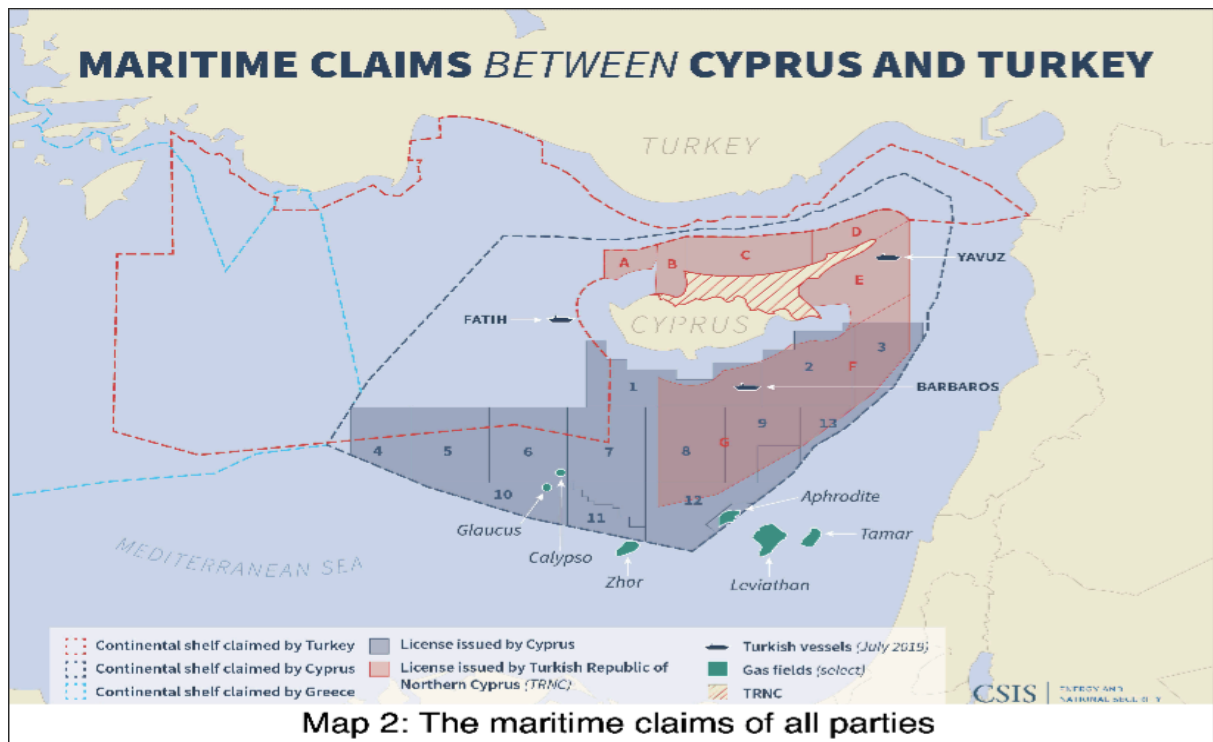 MARITIME CLAIMS BETWEEN CYPRUS AND TURKEY
TURKEY
D
C
A
B
YAVUZ
E
FATIH
CYPRUS
3
2
F
1
BARBAROS
9
13
G
4
5
6
7
8
10
12
11
Aphrodite
Glaucus
Calypso
Tamar
Zhor
Leviathan
MEDITERRANEAN SEA
Continental shelf claimed by Turkey
Continental shelf claimed by Cyprus
Continental shelf claimed by Greece
License issued by Cyprus
License issued by Turkish Republic of
Northern Cyprus (TRNC)
Turkish vessels (July 2019)
Gas fields (select)
TRNC
CSIS
ENERGY AND
NATIONAL SECURITY
Map 2: The maritime claims of all parties